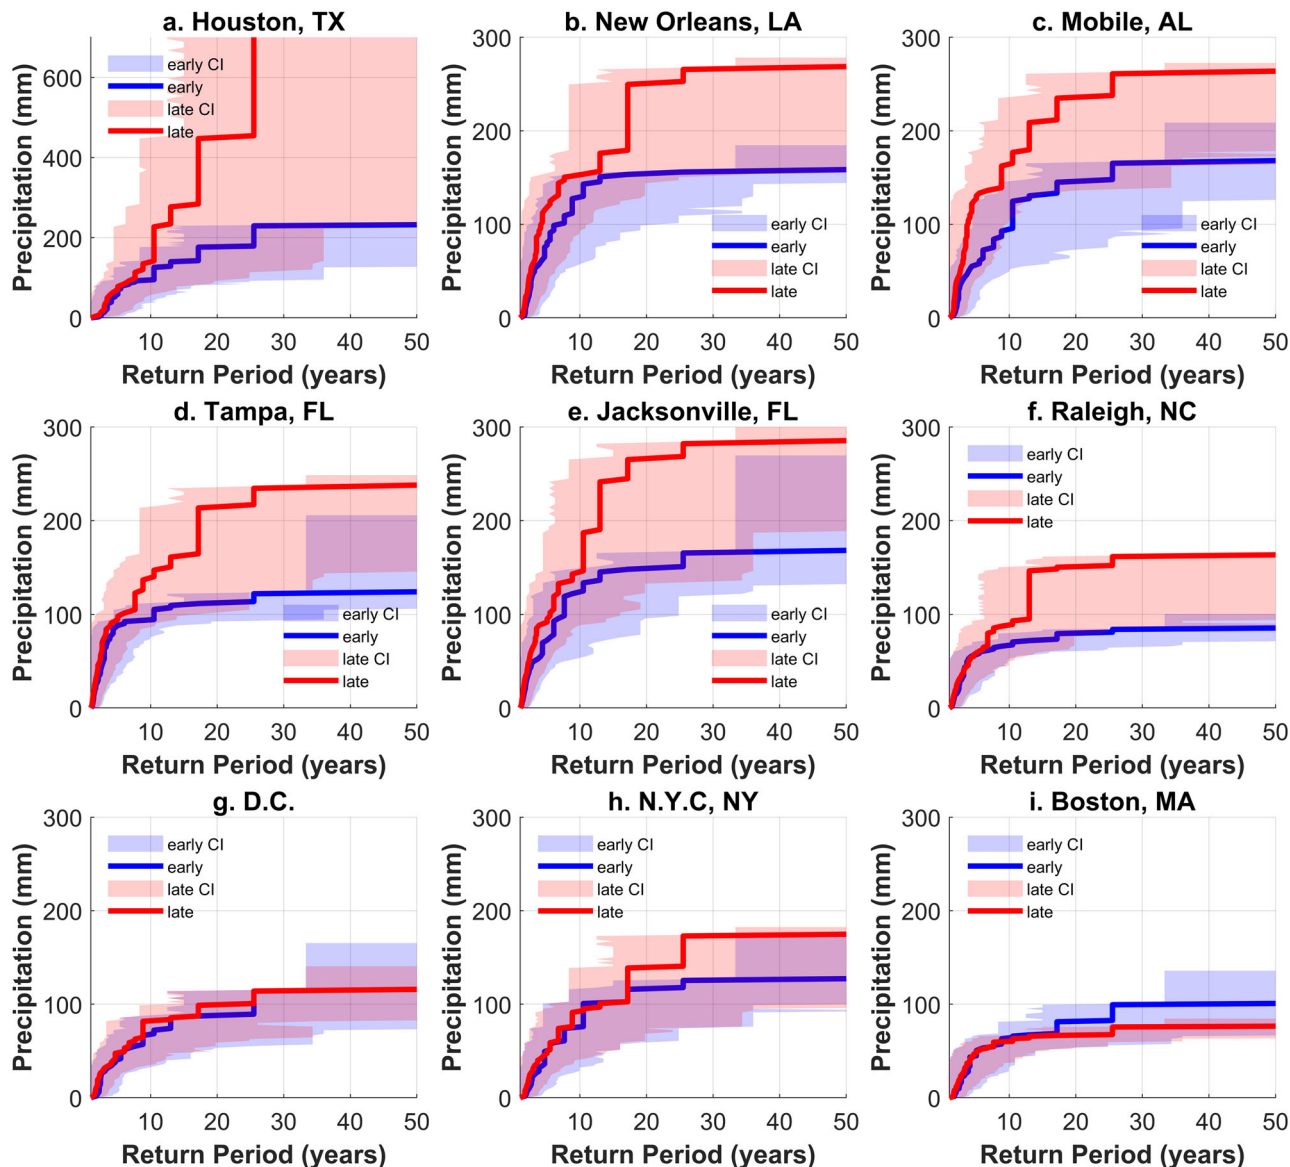 a. Houston, TX
Precipitation (mm)
600
400
200
0
early CI
early
late CI
late
10 20 30 40 50
Return Period (years)
b. New Orleans, LA
Precipitation (mm)
300
200
100
0
early CI
early
late CI
late
10 20 30 40 50
Return Period (years)
c. Mobile, AL
Precipitation (mm)
300
200
100
0
early CI
early
late CI
late
10 20 30 40 50
Return Period (years)
d. Tampa, FL
Precipitation (mm)
300
200
100
0
early CI
early
late CI
late
10 20 30 40 50
Return Period (years)
e. Jacksonville, FL
Precipitation (mm)
300
200
100
0
early CI
early
late CI
late
10 20 30 40 50
Return Period (years)
f. Raleigh, NC
Precipitation (mm)
300
200
100
0
early CI
early
late CI
late
10 20 30 40 50
Return Period (years)
g. D.C.
Precipitation (mm)
300
200
100
0
early CI
early
late CI
late
10 20 30 40 50
Return Period (years)
h. N.Y.C, NY
Precipitation (mm)
300
200
100
0
early CI
early
late CI
late
10 20 30 40 50
Return Period (years)
i. Boston, MA
Precipitation (mm)
300
200
100
0
early CI
early
late CI
late
10 20 30 40 50
Return Period (years)